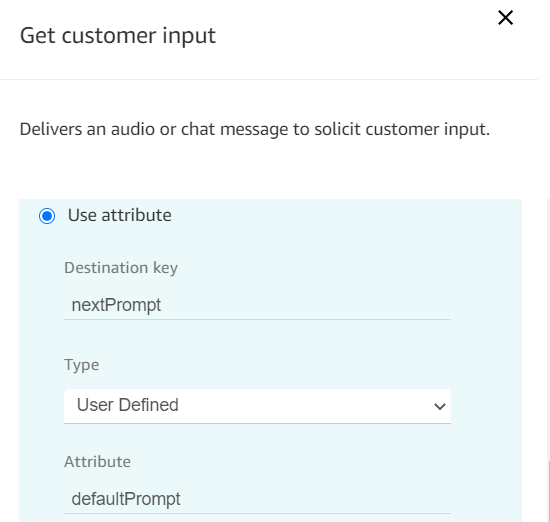 Get customer input
Delivers an audio or chat message to solicit customer input.
Use attribute
Destination key
nextPrompt
Type
User Defined
Attribute
defaultPrompt